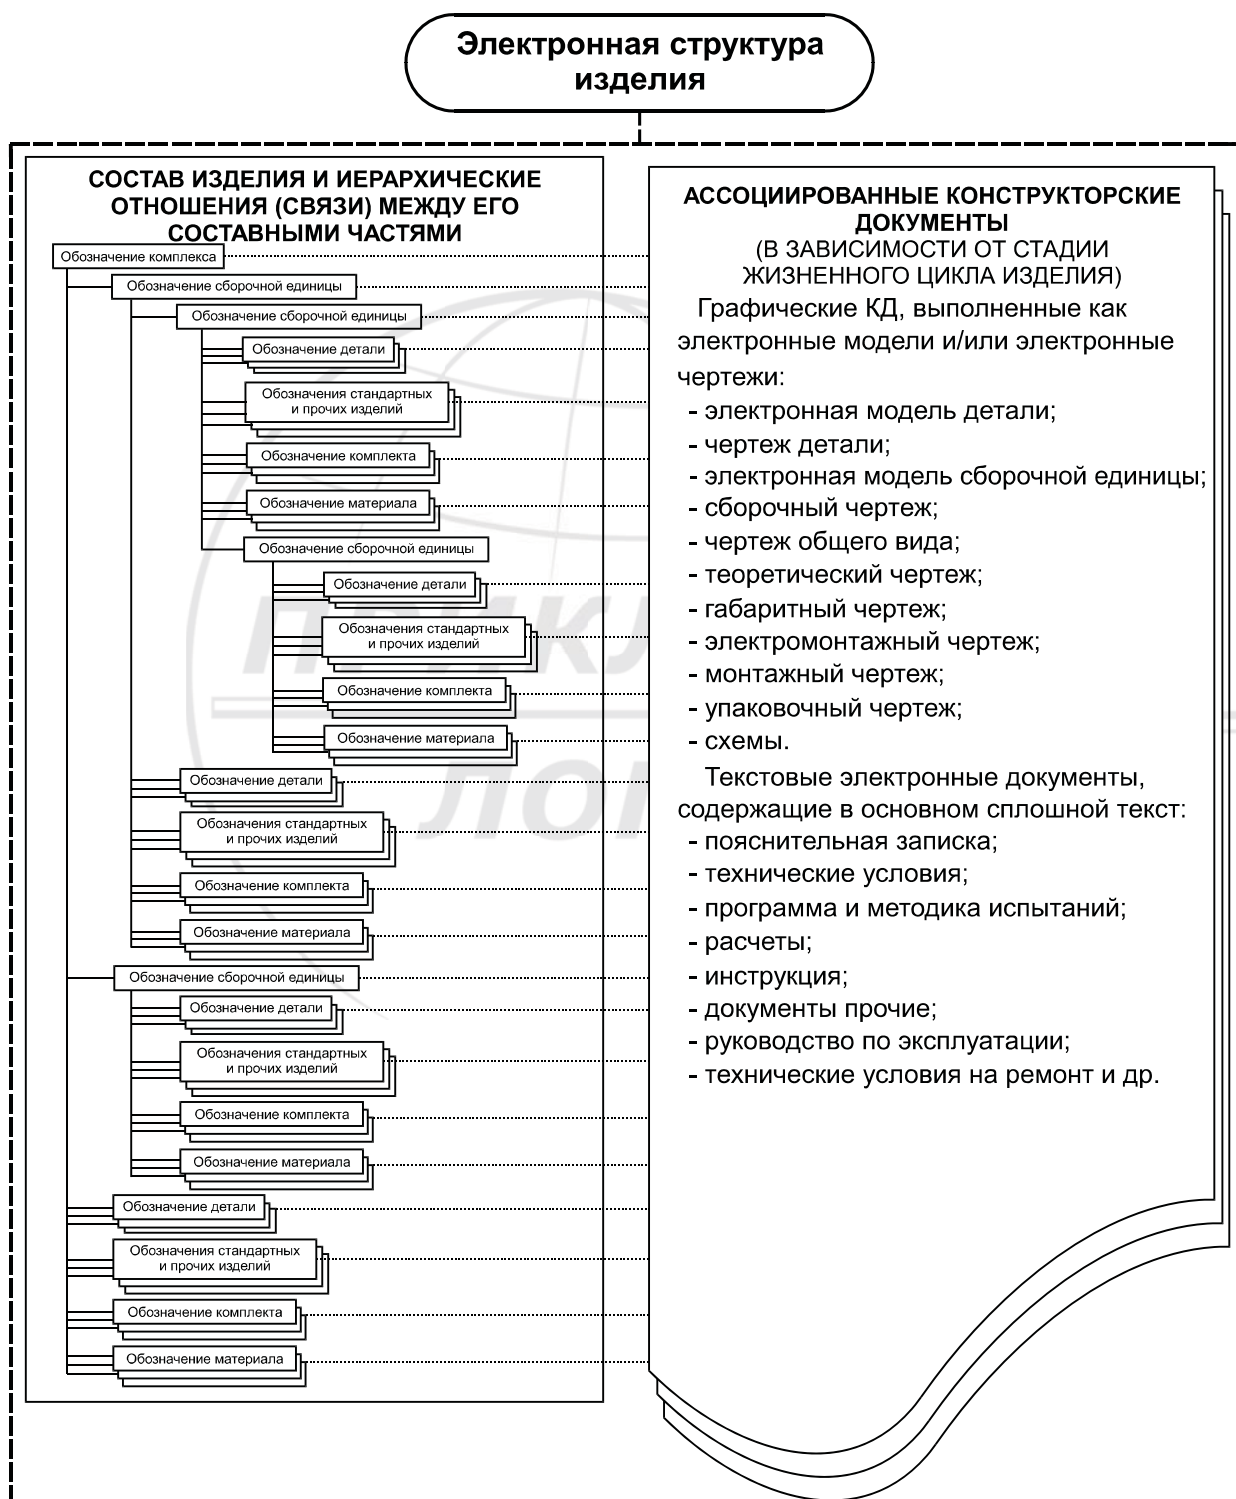 Электронная структура
изделия
СОСТАВ ИЗДЕЛИЯ И ИЕРАРХИЧЕСКИЕ
ОТНОШЕНИЯ (СВЯЗИ) МЕЖДУ ЕГО
СОСТАВНЫМИ ЧАСТЯМИ
Обозначение комплекса
Обозначение сборочной единицы
Обозначение сборочной единицы
Обозначение детали
Обозначения стандартных
и прочих изделий
Обозначение комплекта
Обозначение материала
Обозначение сборочной единицы
Обозначение детали
Обозначения стандартных
и прочих изделий
Обозначение комплекта
Обозначение материала
Обозначение детали
Обозначения стандартных
и прочих изделий
Обозначение комплекта
Обозначение материала
Обозначение сборочной единицы
Обозначение детали
Обозначения стандартных
и прочих изделий
Обозначение комплекта
Обозначение материала
Обозначение детали
Обозначения стандартных
и прочих изделий
Обозначение комплекта
Обозначение материала
АССОЦИИРОВАННЫЕ КОНСТРУКТОРСКИЕ
ДОКУМЕНТЫ
(В ЗАВИСИМОСТИ ОТ СТАДИИ
ЖИЗНЕННОГО ЦИКЛА ИЗДЕЛИЯ)
Графические КД, выполненные как
электронные модели и/или электронные
чертежи:
- электронная модель детали;
- чертеж детали;
- электронная модель сборочной единицы;
- сборочный чертеж;
- чертеж общего вида;
- теоретический чертеж;
- габаритный чертеж;
- электромонтажный чертеж;
- монтажный чертеж;
- упаковочный чертеж;
- схемы.
Текстовые электронные документы,
содержащие в основном сплошной текст:
- пояснительная записка;
- технические условия;
- программа и методика испытаний;
- расчеты;
- инструкция;
- документы прочие;
- руководство по эксплуатации;
- технические условия на ремонт и др.